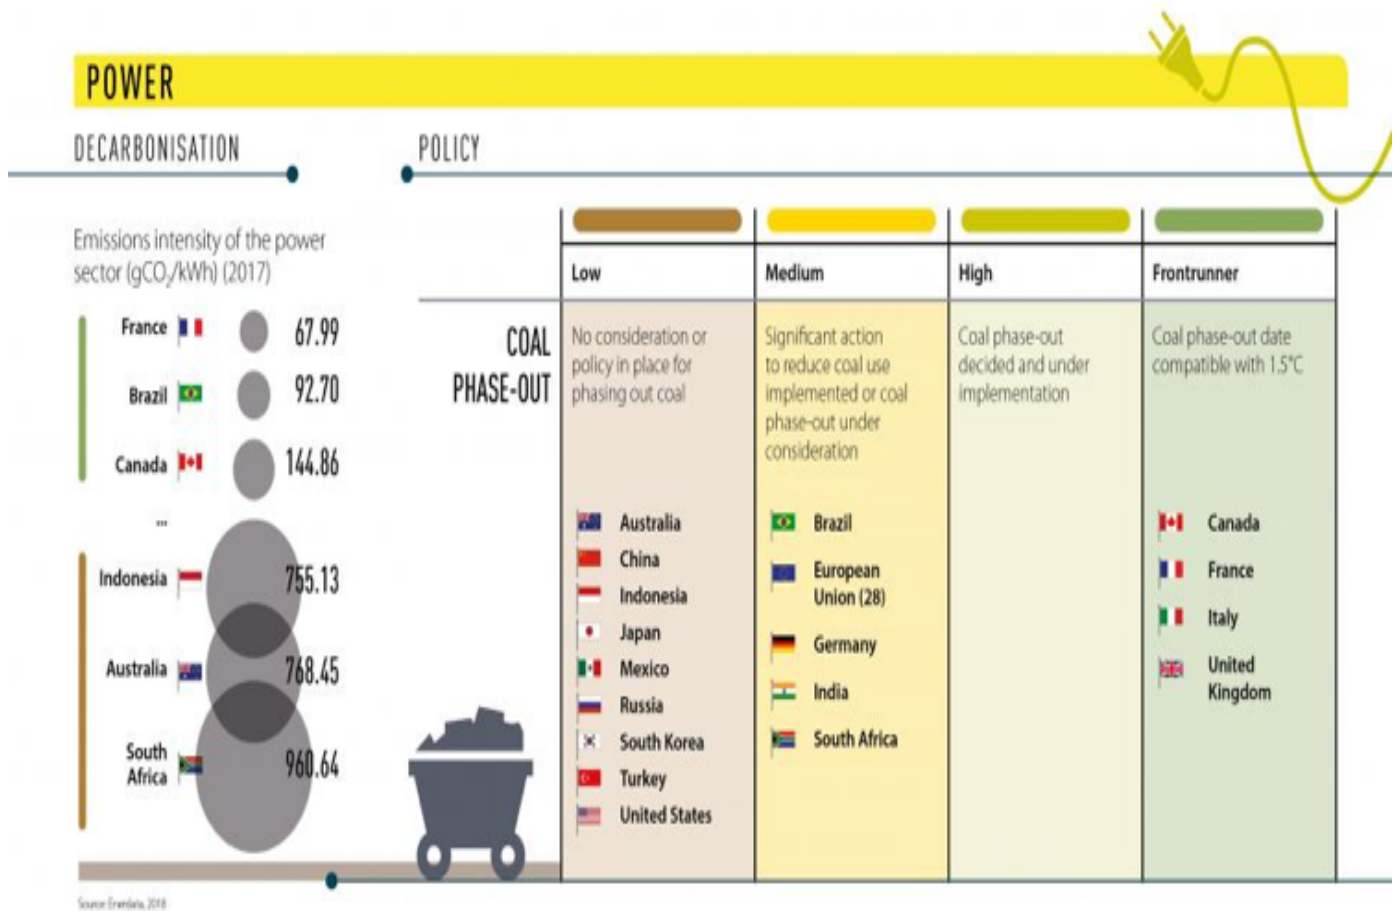 POWER
DECARBONISATION
POLICY
Emissions intensity of the power
sector (gCO₂/kWh) (2017)
France 67.99
Brazil 92.70
Canada 144.86
...
Indonesia 755.13
Australia 768.45
South
Africa 960.64
COAL
PHASE-OUT
Low
No consideration or
policy in place for
phasing out coal
Australia
China
Indonesia
Japan
Mexico
Russia
South Korea
Turkey
United States
Medium
Significant action
to reduce coal use
implemented or coal
phase-out under
consideration
Brazil
European
Union (28)
Germany
India
South Africa
High
Coal phase-out
decided and under
implementation
Frontrunner
Coal phase-out date
compatible with 1.5°C
Canada
France
Italy
United
Kingdom
Source: Enerdata, 2018